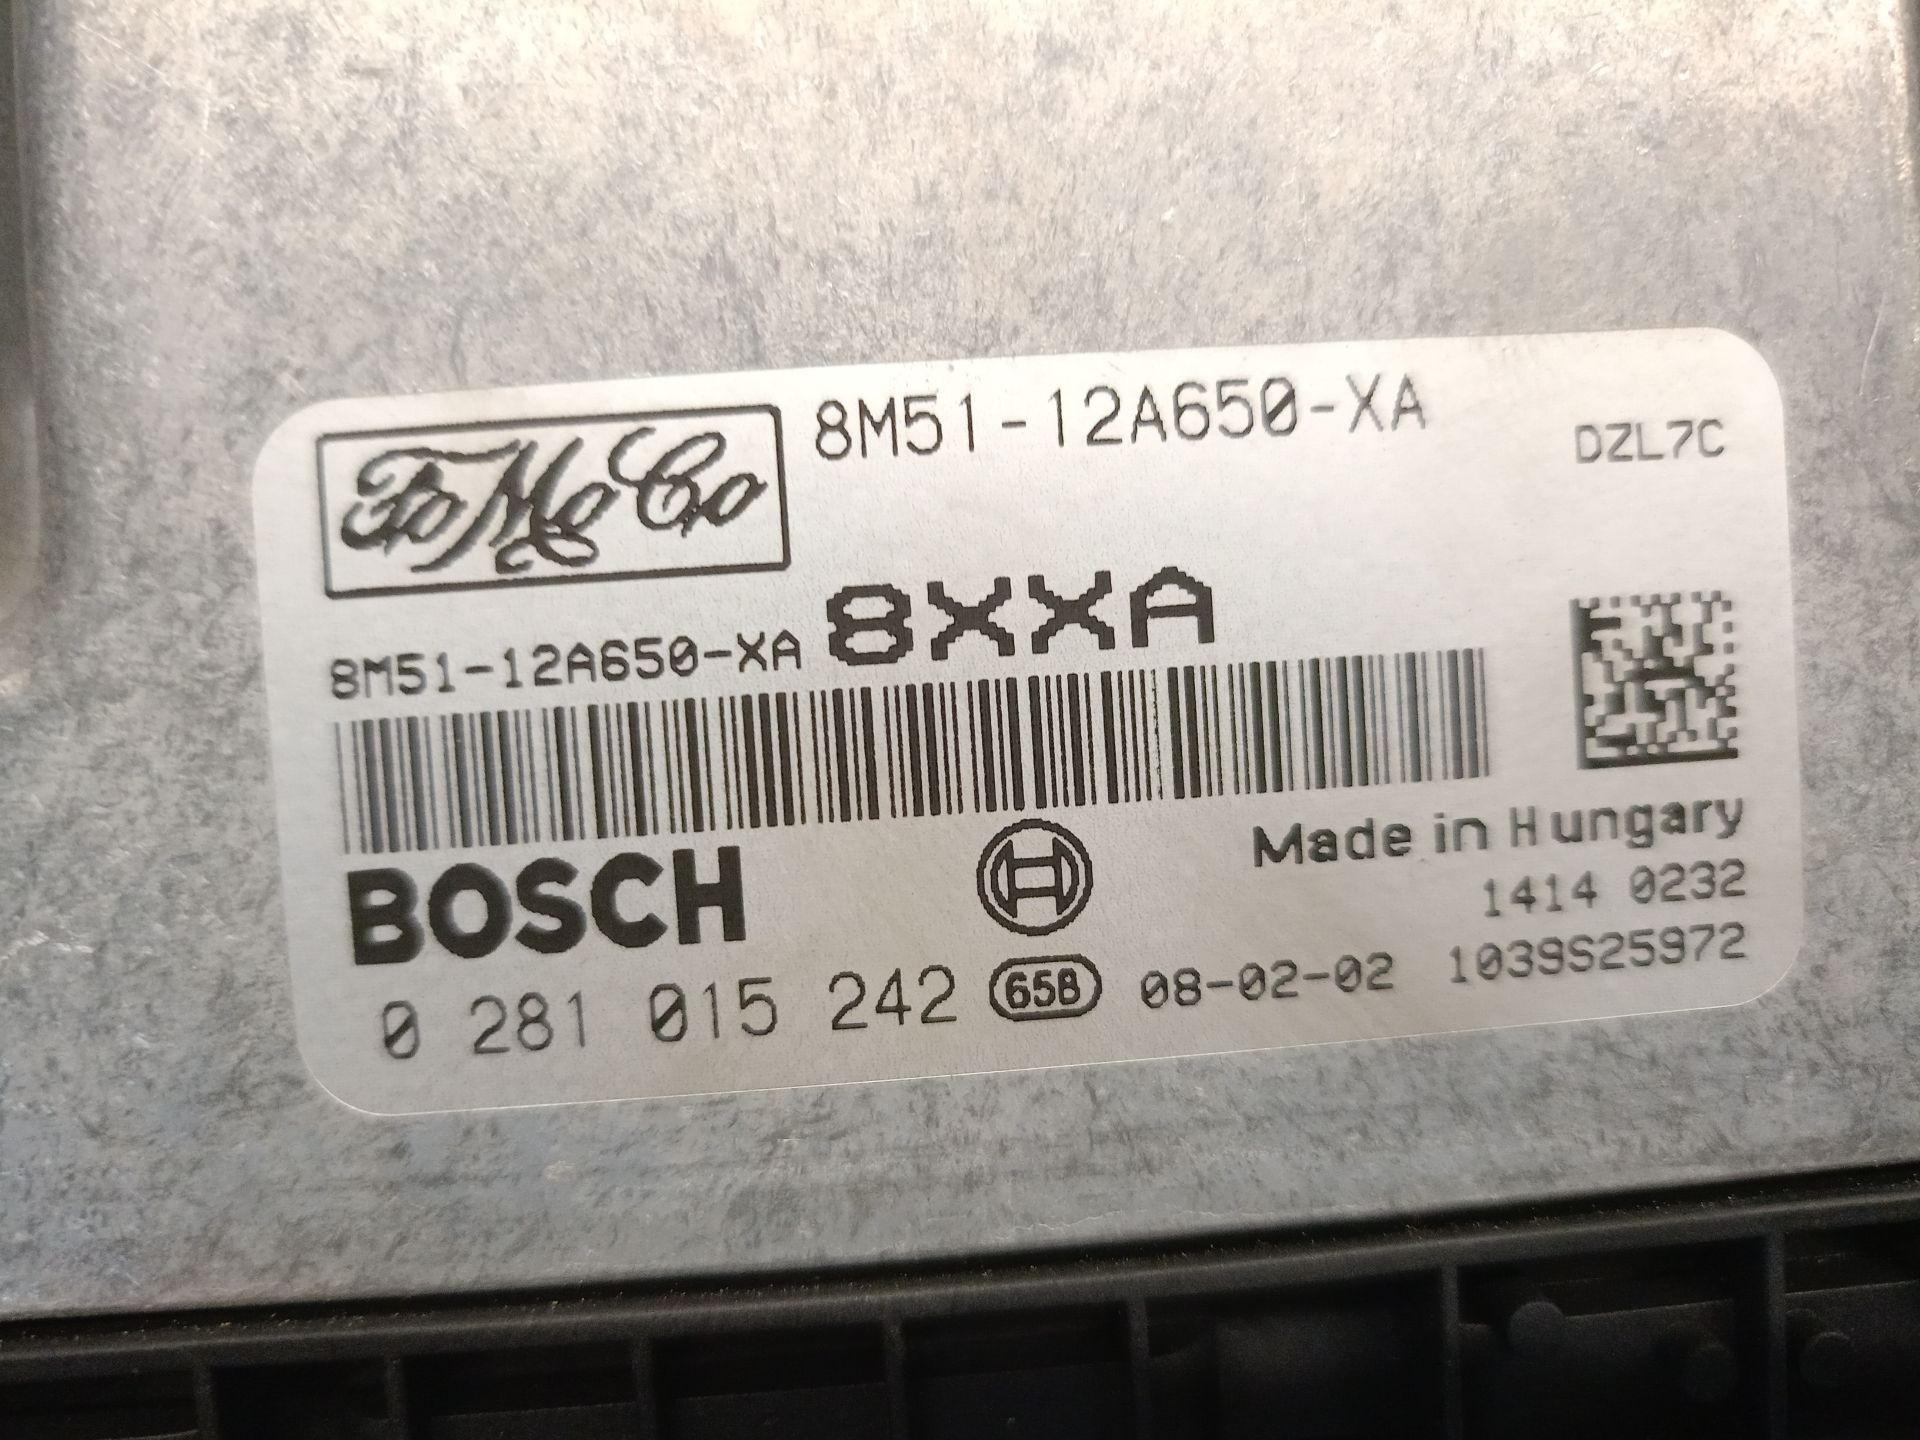 FoMoCo
8M51-12A650-XA
DZL7C
8M51-12A650-XA 8XXA
Made in Hungary
BOSCH
1414 0232
0 281 015 242 658 08-02-02 1039S25972